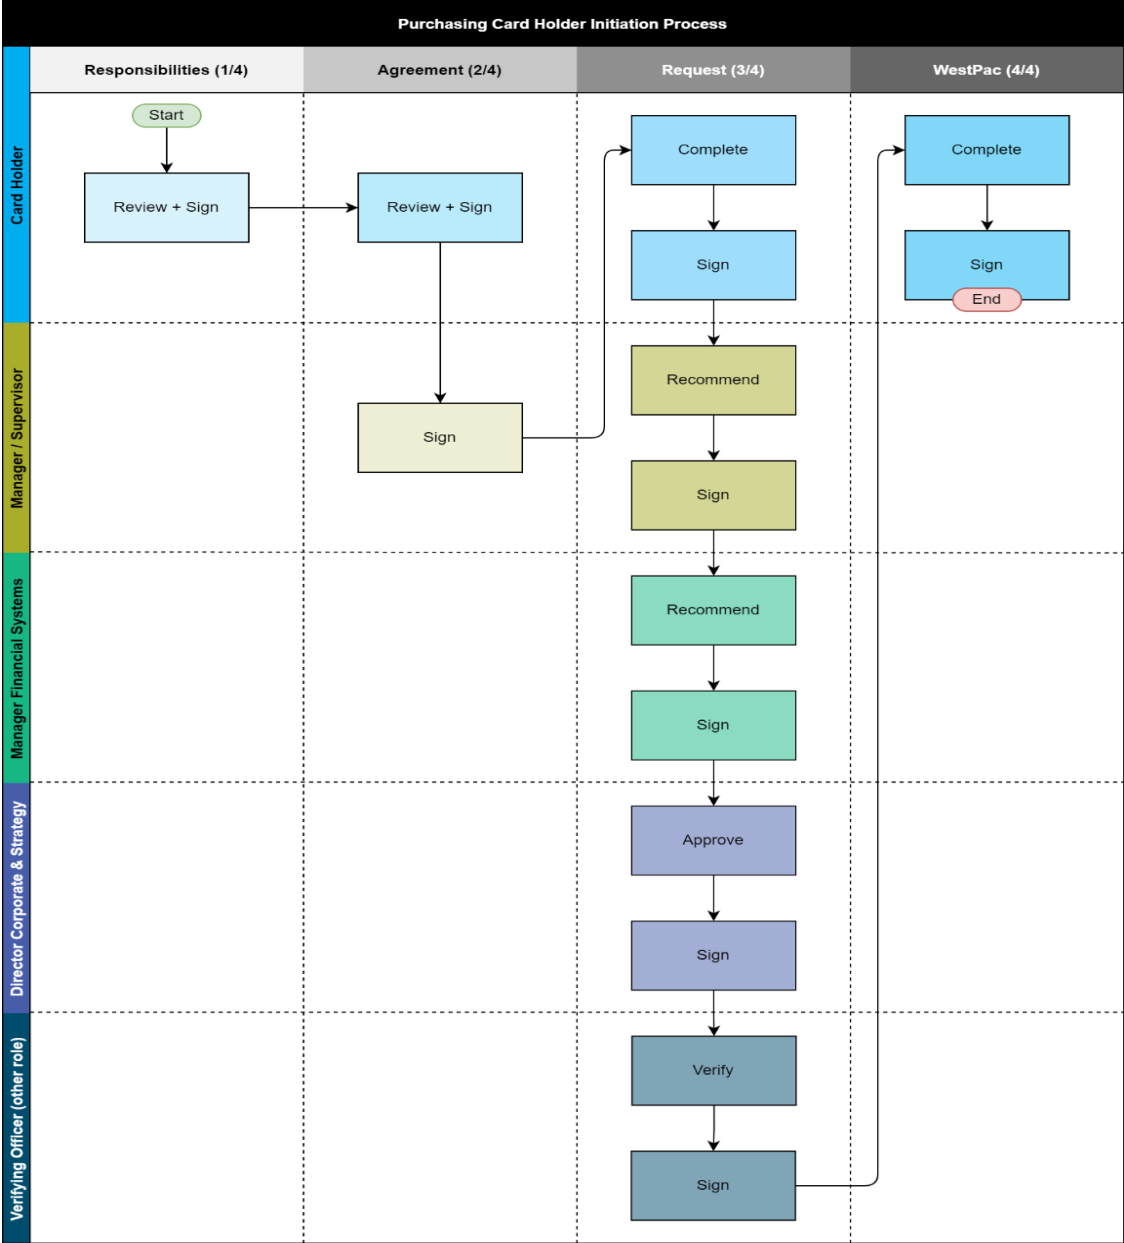 Purchasing Card Holder Initiation Process
Responsibilities (1/4)
Agreement (2/4)
Request (3/4)
WestPac (4/4)
Card Holder
Start
Review + Sign
Review + Sign
Complete
Sign
Complete
Sign
End
Manager / Supervisor
Sign
Recommend
Sign
Manager Financial Systems
Recommend
Sign
Director Corporate & Strategy
Approve
Sign
Verifying Officer (other role)
Verify
Sign